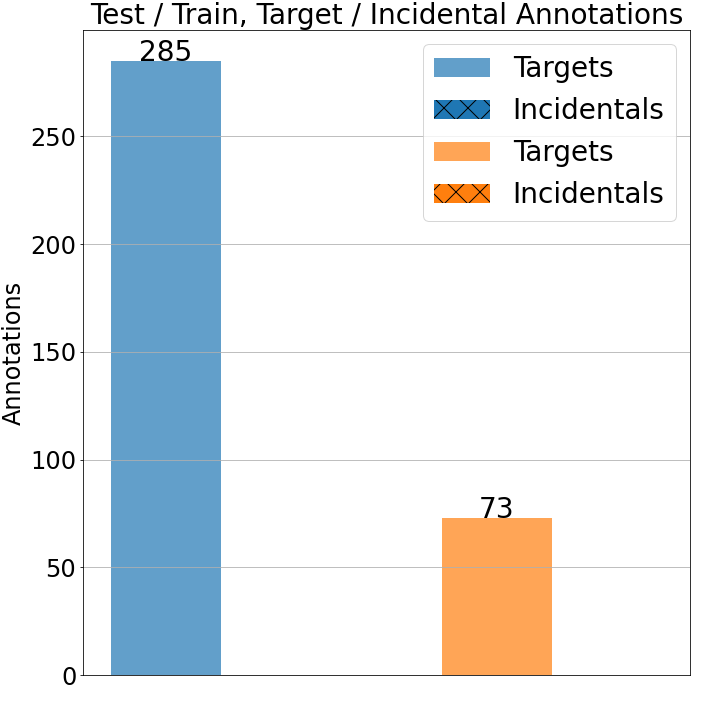 Test / Train, Target / Incidental Annotations
285
Targets
Incidentals
Targets
Incidentals
250
200
150
100
50
0
Annotations
73